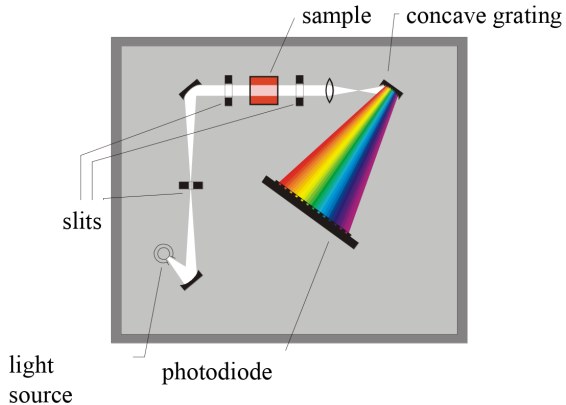 sample
concave grating
slits
light
source
photodiode